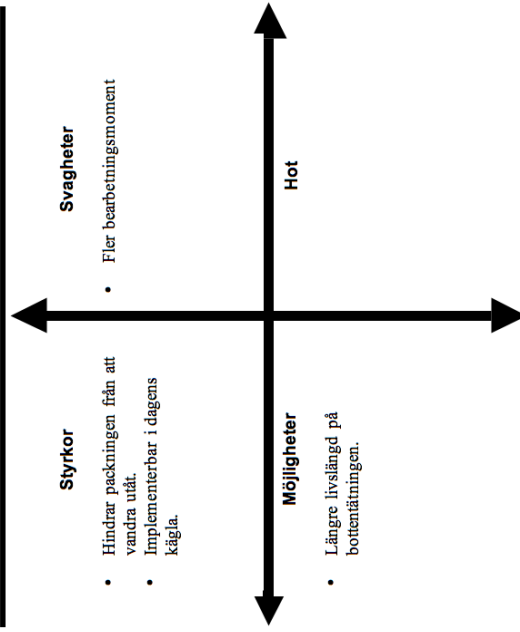 Styrkor
• Hindrar packningen från att
vandra utåt.
• Implementerbar i dagens
kägla.
Svagheter
• Fler bearbetningsmoment
Möjligheter
• Längre livslängd på
bottentätningen.
Hot